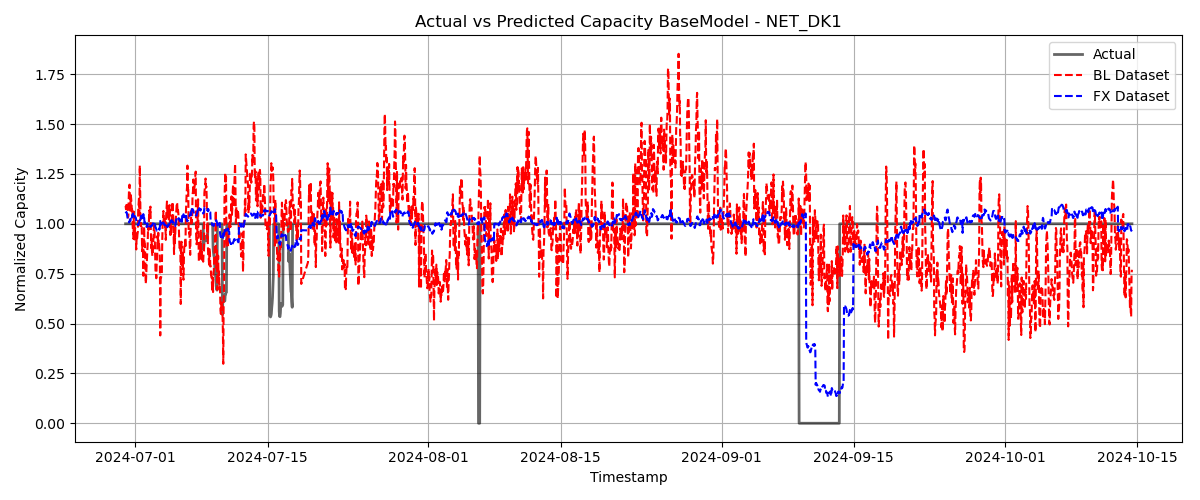 Actual vs Predicted Capacity BaseModel - NET_DK1
Normalized Capacity
1.75
1.50
1.25
1.00
0.75
0.50
0.25
0.00
Actual
BL Dataset
FX Dataset
2024-07-01
2024-07-15
2024-08-01
2024-08-15
2024-09-01
2024-09-15
2024-10-01
2024-10-15
Timestamp